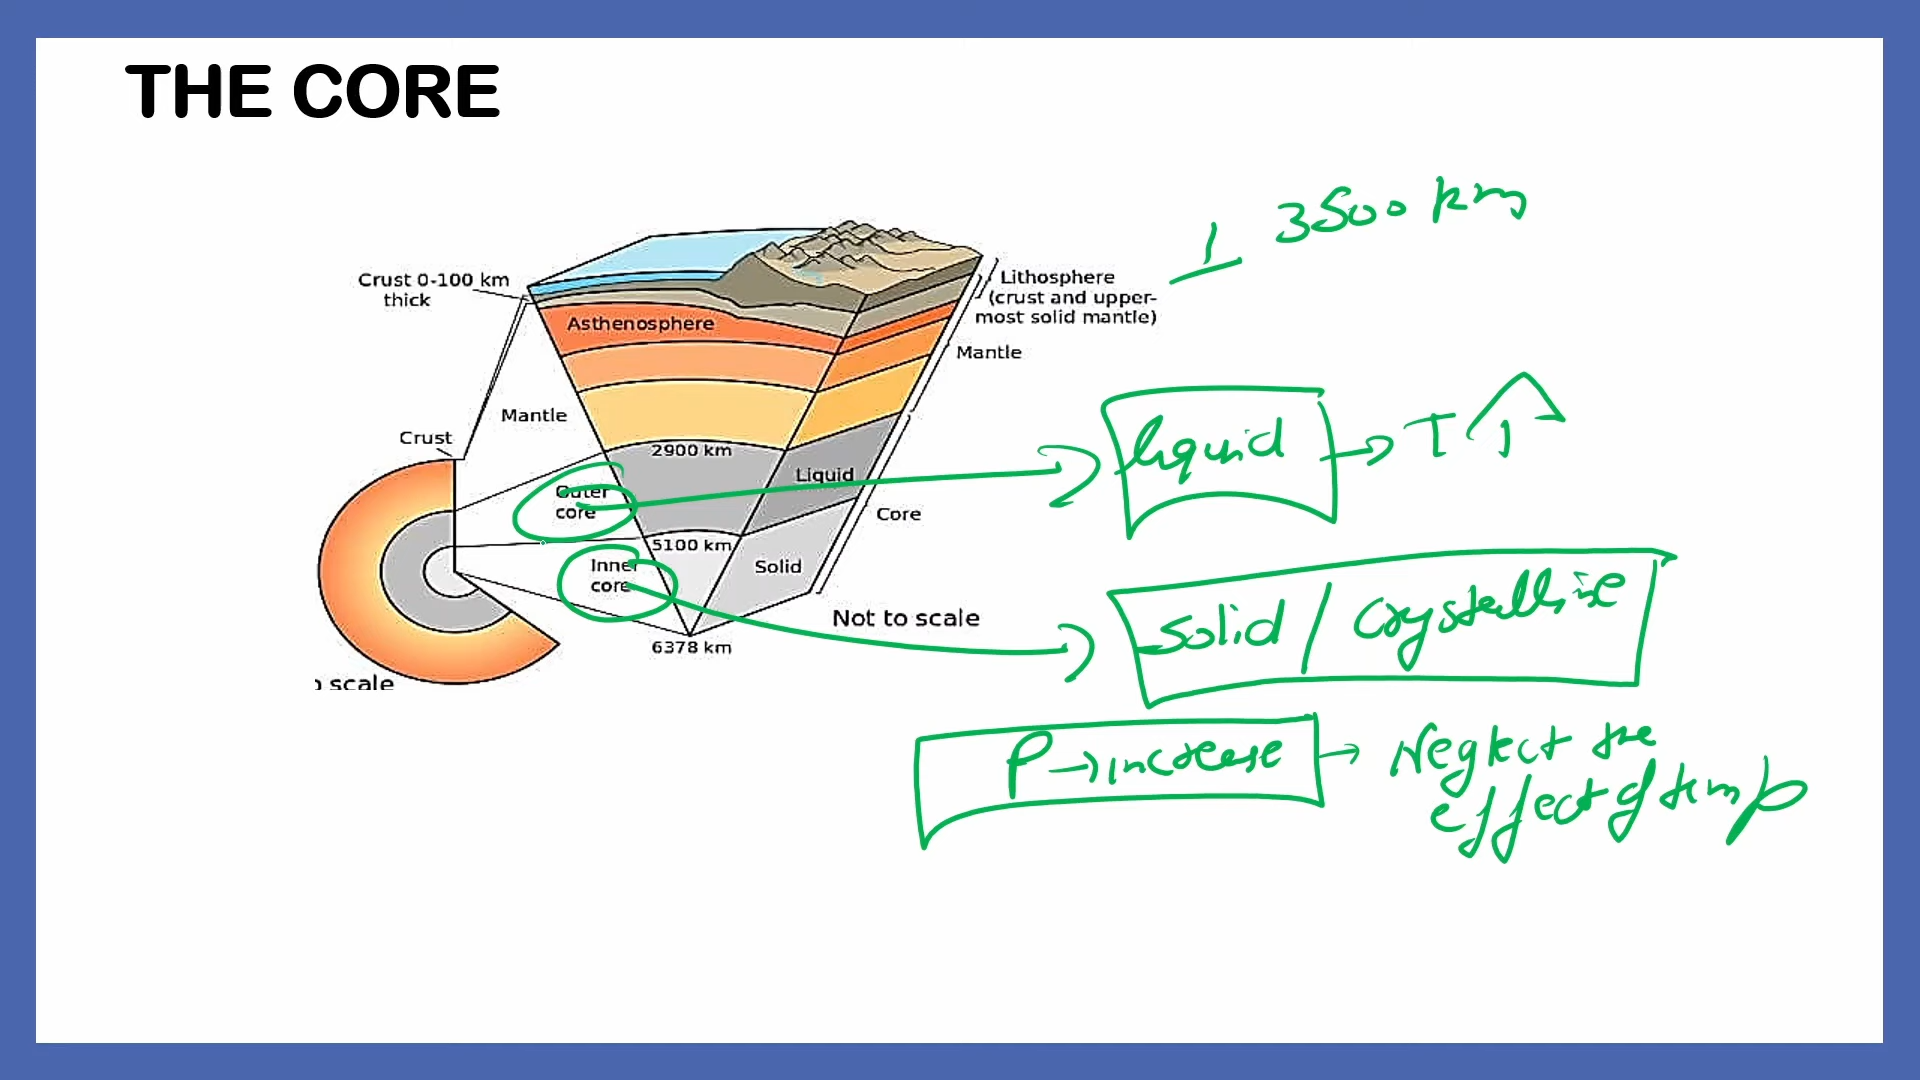 THE CORE
3500 km
1
Crust 0-100 km
thick
Lithosphere
(crust and upper-
most solid mantle)
Asthenosphere
Mantle
Mantle
Crust
2900 km
liquid → T ↑
Liquid
Outer
core
Core
5100 km
Inner
core
Solid
Solid / Crystalline
Not to scale
6378 km
o scale
P → increase → Neglect the
effect of temp